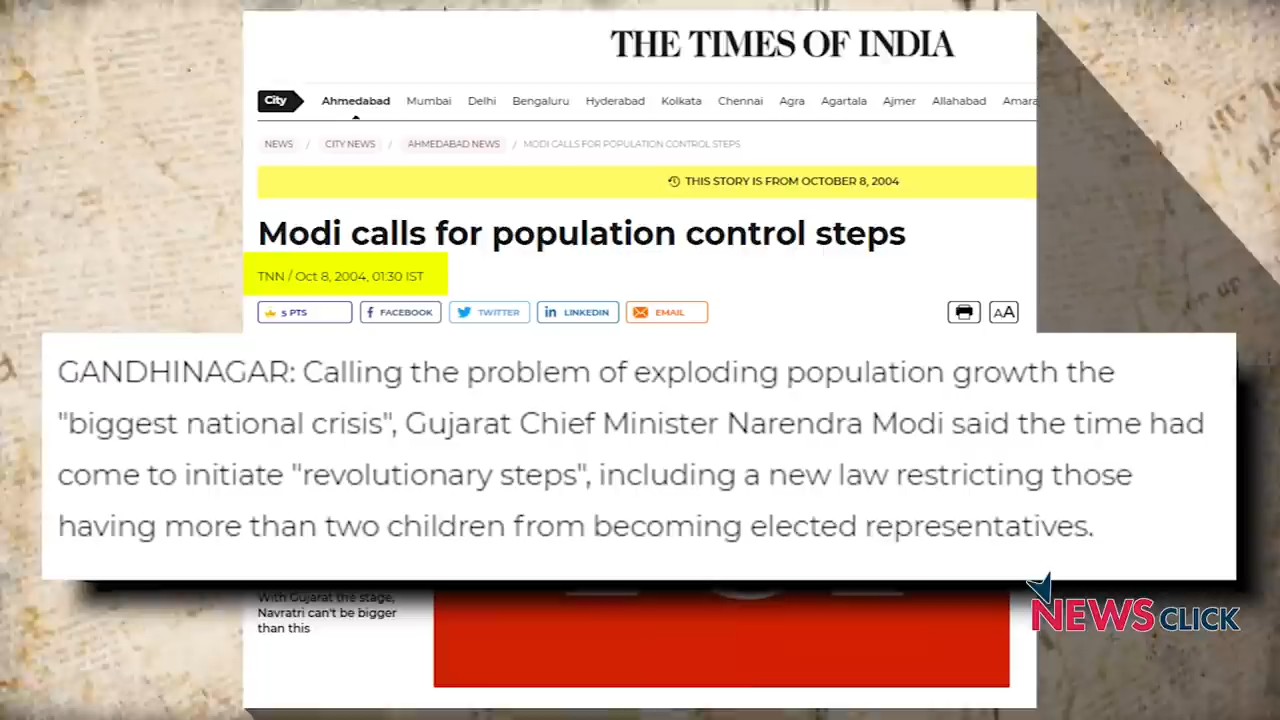 THE TIMES OF INDIA
City Ahmedabad Mumbai Delhi Bengaluru Hyderabad Kolkata Chennai Agra Agartala Ajmer Allahabad Amara
NEWS / CITY NEWS / AHMEDABAD NEWS / MODI CALLS FOR POPULATION CONTROL STEPS
THIS STORY IS FROM OCTOBER 8, 2004
Modi calls for population control steps
TNN / Oct 8, 2004, 01:30 IST
5 PTS FACEBOOK TWITTER in LINKEDIN EMAIL AA
GANDHINAGAR: Calling the problem of exploding population growth the
"biggest national crisis", Gujarat Chief Minister Narendra Modi said the time had
come to initiate "revolutionary steps", including a new law restricting those
having more than two children from becoming elected representatives.
With Gujarat the stage,
Navratri can't be bigger
than this
NEWSCLICK